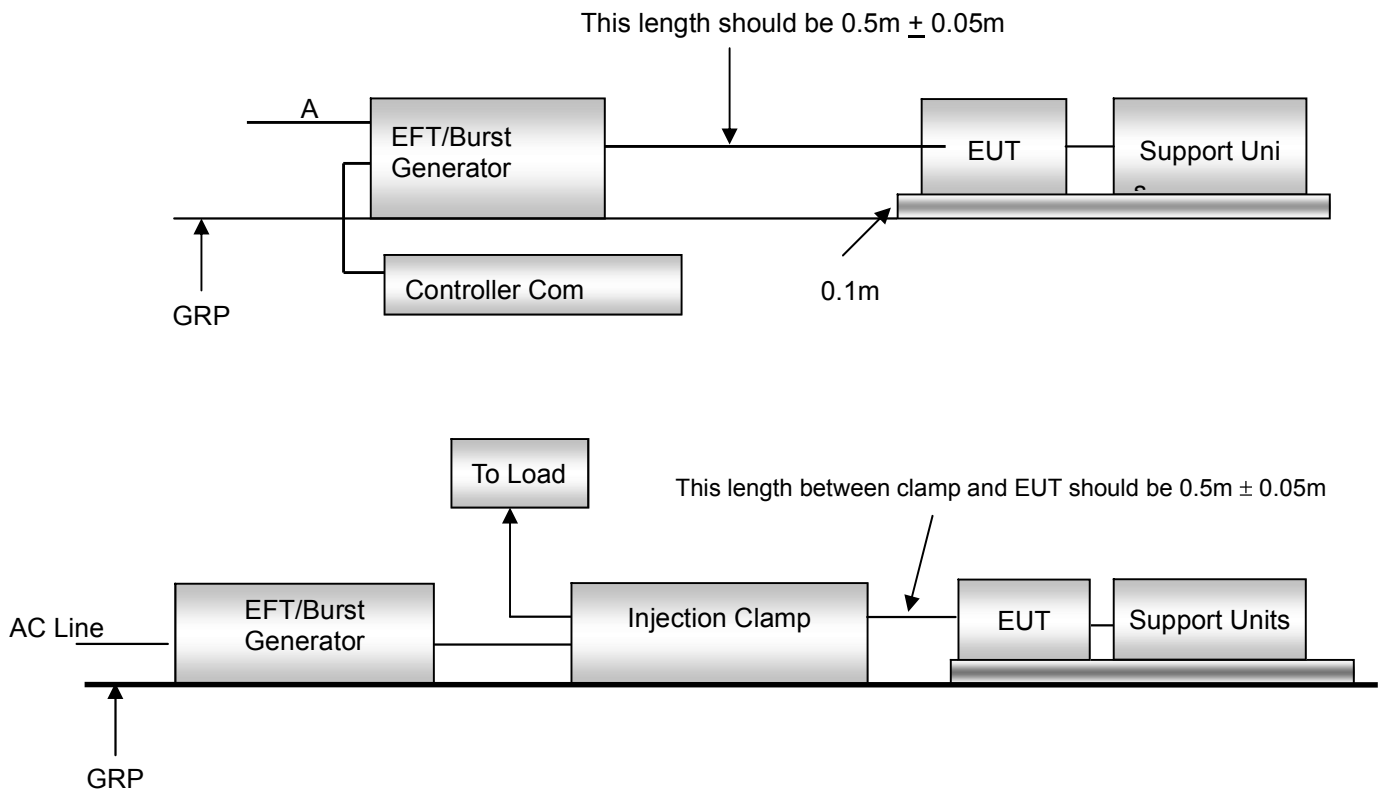 This length should be 0.5m ± 0.05m
A
EFT/Burst
Generator
EUT
Support Uni
Controller Com
0.1m
GRP
To Load
This length between clamp and EUT should be 0.5m ± 0.05m
AC Line
EFT/Burst
Generator
Injection Clamp
EUT
Support Units
GRP